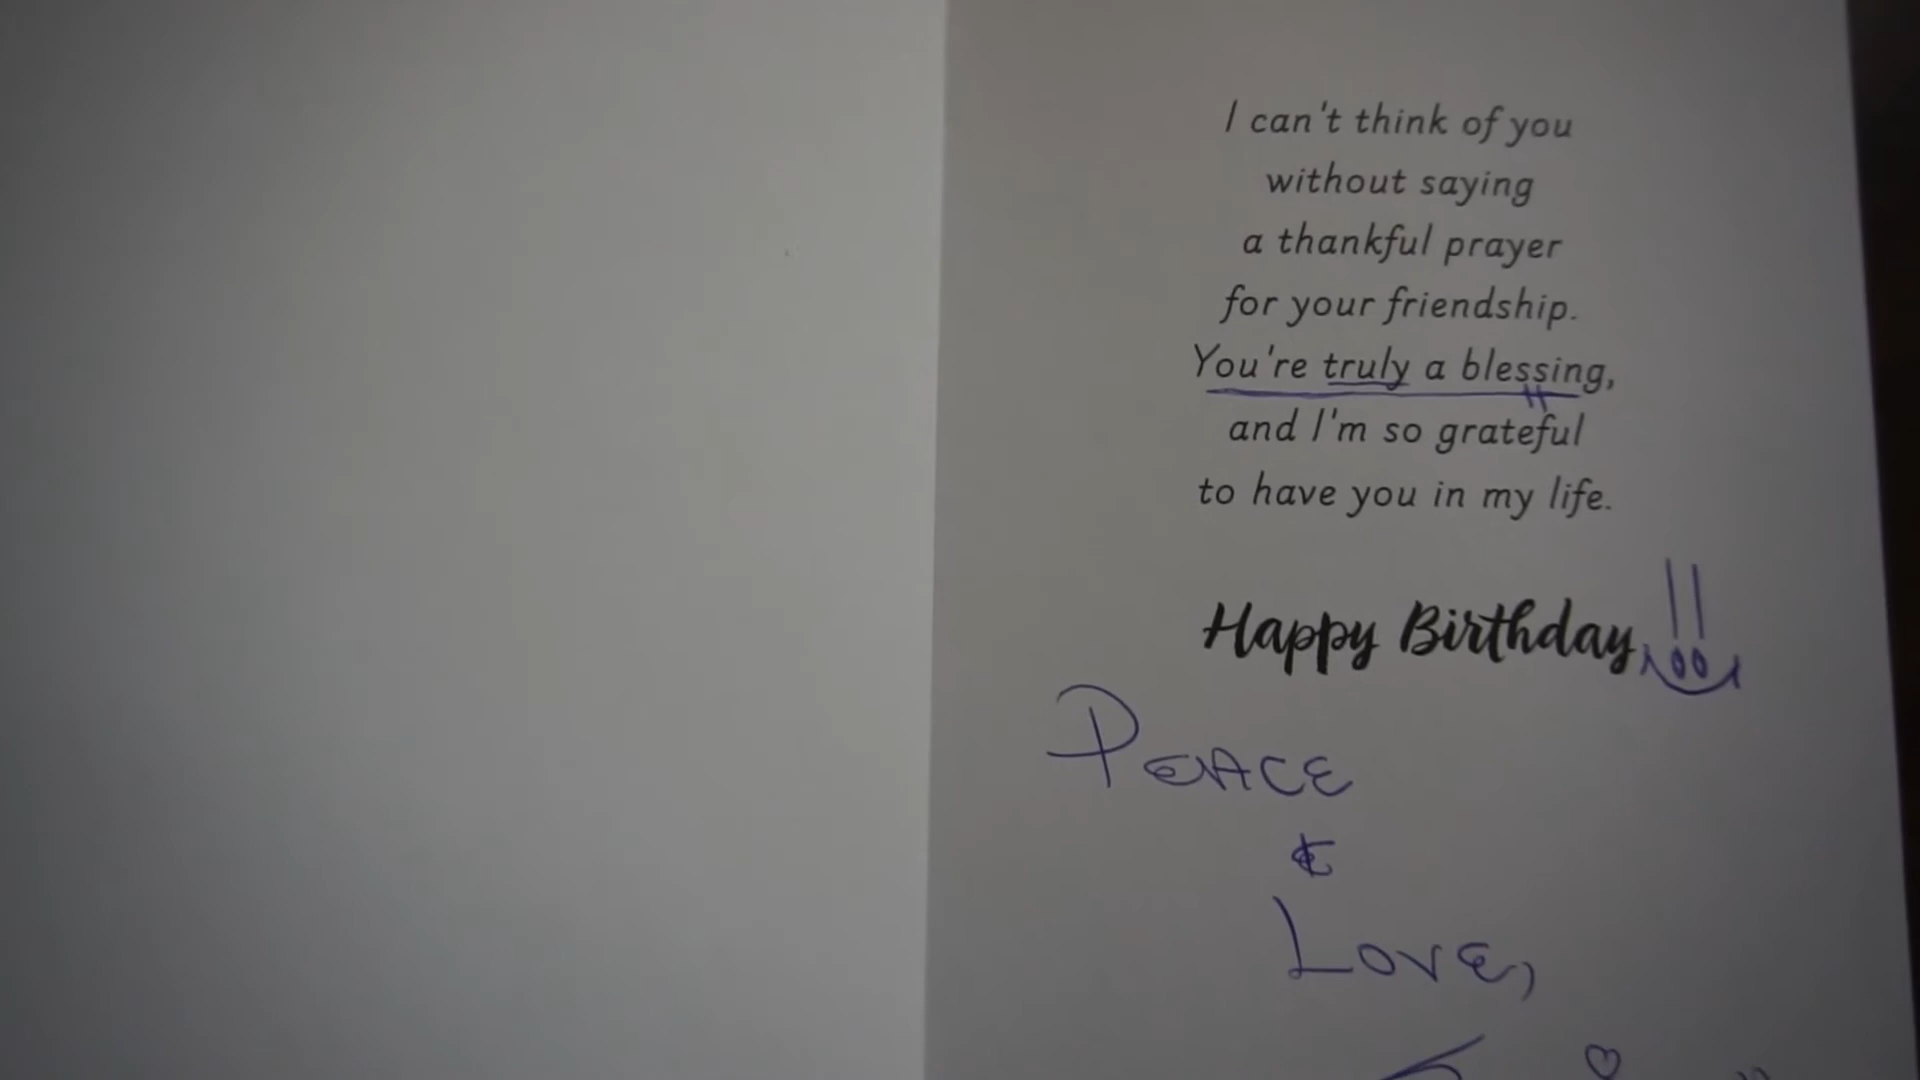 I can't think of you
without saying
a thankful prayer
for your friendship.
You're truly a blessing,
and I'm so grateful
to have you in my life.
Happy Birthday!!
PEACE
&
LOVE,